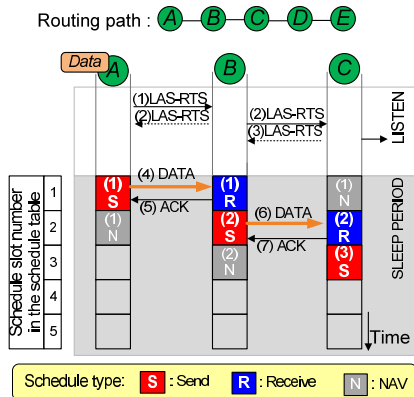 Routing path : A B C D E
Data
A B C
(1)LAS-RTS
(2)LAS-RTS
(2)LAS-RTS
(3)LAS-RTS
LISTEN
SLEEP PERIOD
Schedule slot number
in the schedule table
1
2
3
4
5
(1)
S
(4) DATA
(5) ACK
(1)
R
(1)
N
(1)
N
(2)
S
(6) DATA
(7) ACK
(2)
R
(2)
N
(3)
S
Time
Schedule type: S : Send R : Receive N : NAV